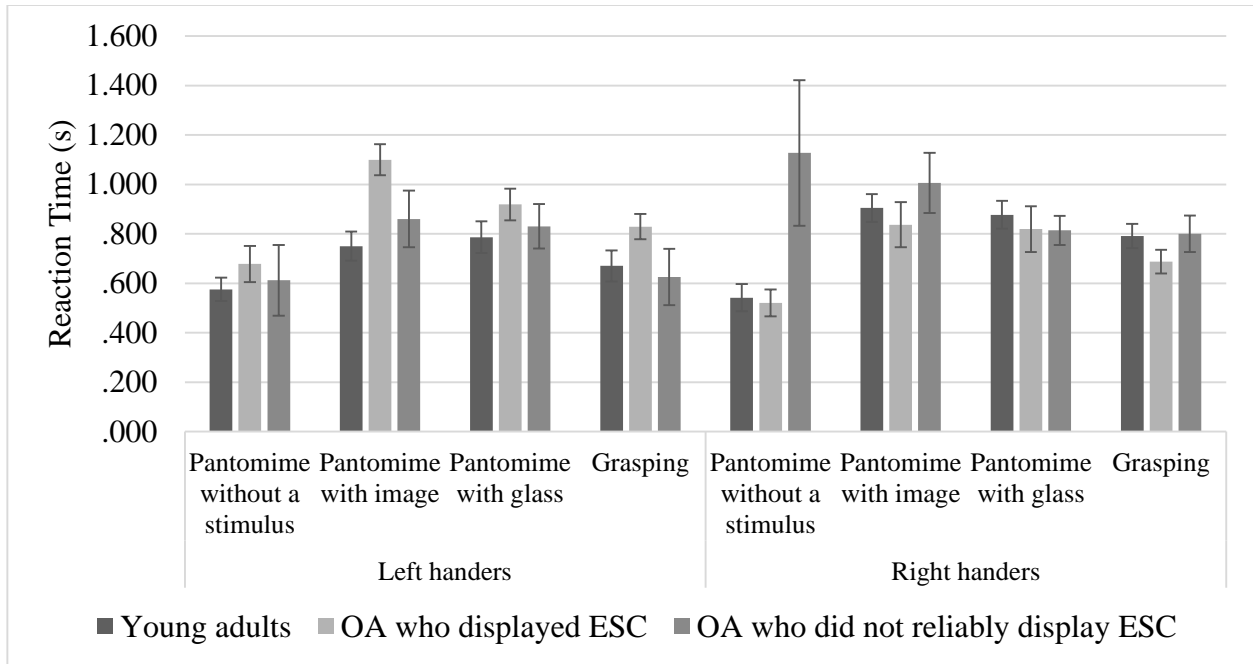 1.600
1.400
1.200
1.000
.800
.600
.400
.200
.000
Reaction Time (s)
Pantomime without a stimulus
Pantomime with image
Pantomime with glass
Grasping
Pantomime without a stimulus
Pantomime with image
Pantomime with glass
Grasping
Left handers
Right handers
Young adults
OA who displayed ESC
OA who did not reliably display ESC